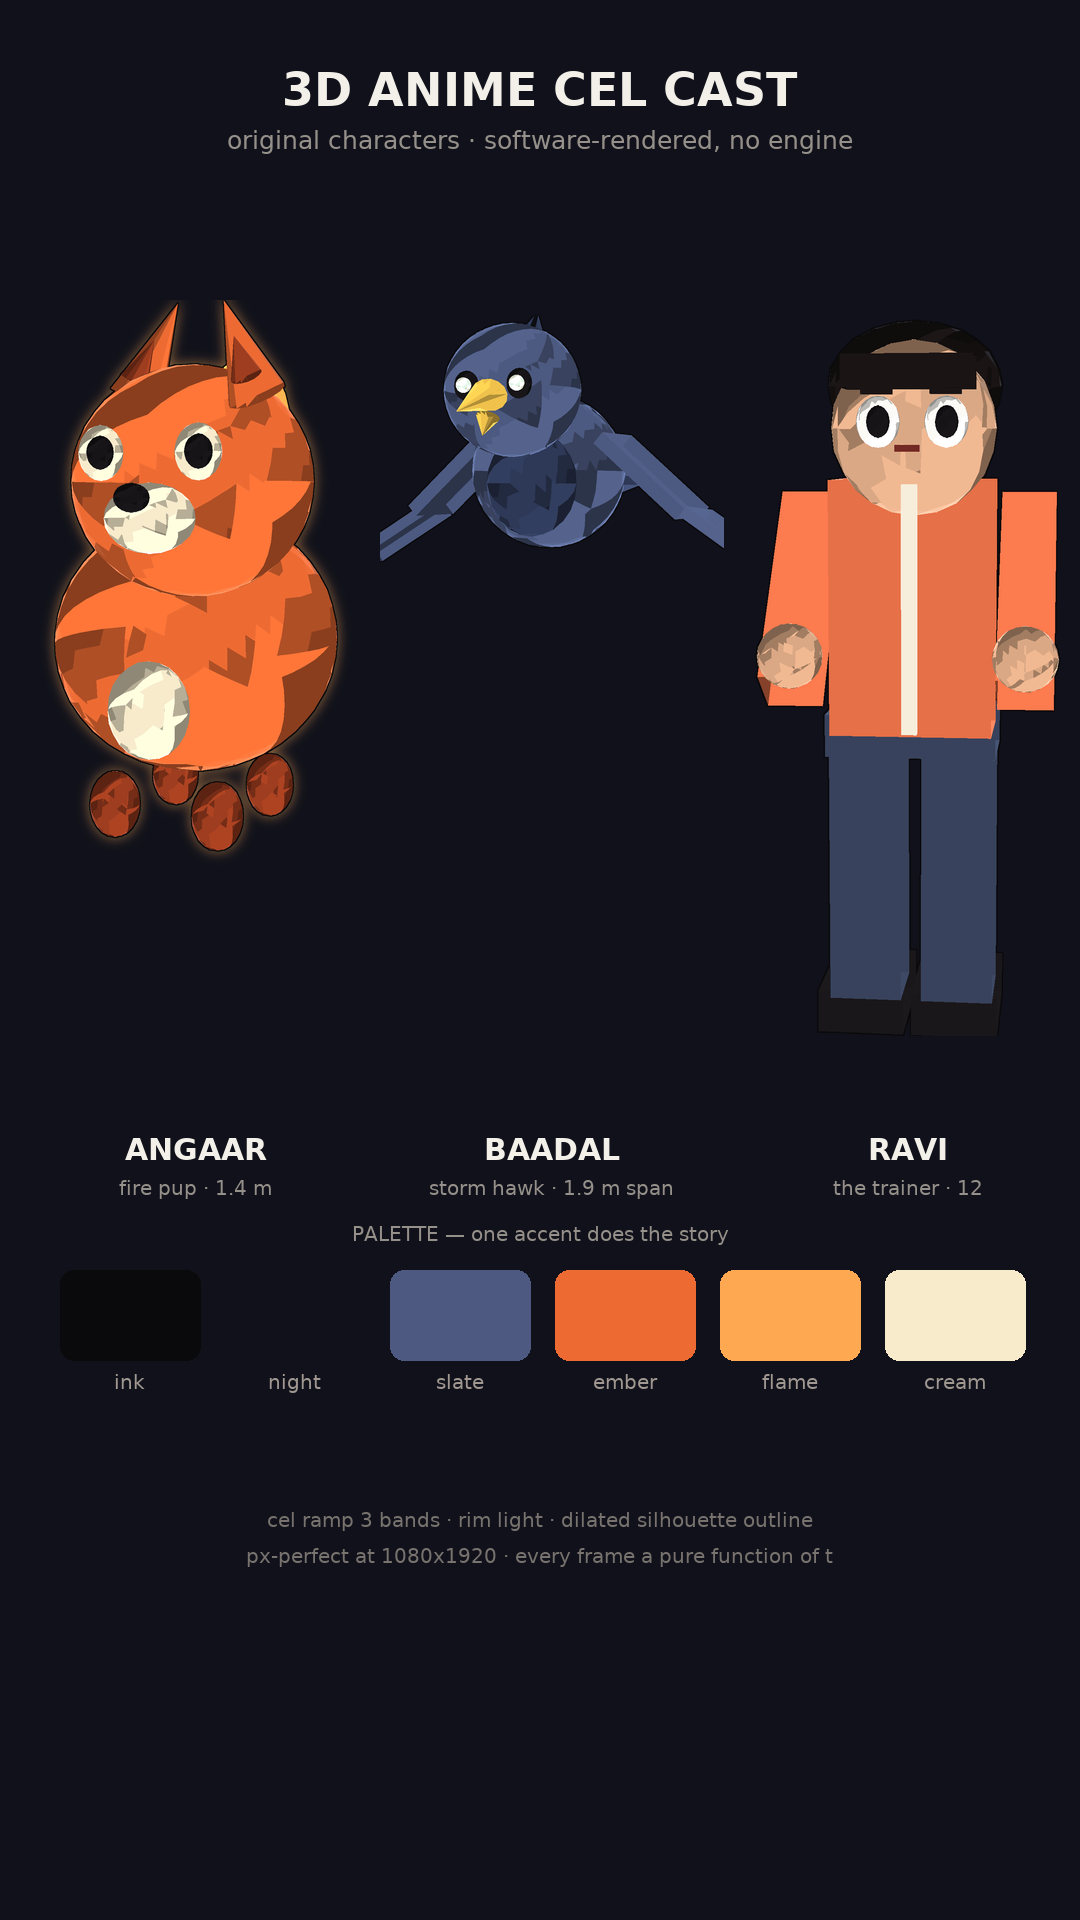 3D ANIME CEL CAST
original characters · software-rendered, no engine
ANGAAR BAADAL RAVI
fire pup · 1.4 m storm hawk · 1.9 m span the trainer · 12
PALETTE — one accent does the story
ink night slate ember flame cream
cel ramp 3 bands · rim light · dilated silhouette outline
px-perfect at 1080x1920 · every frame a pure function of t